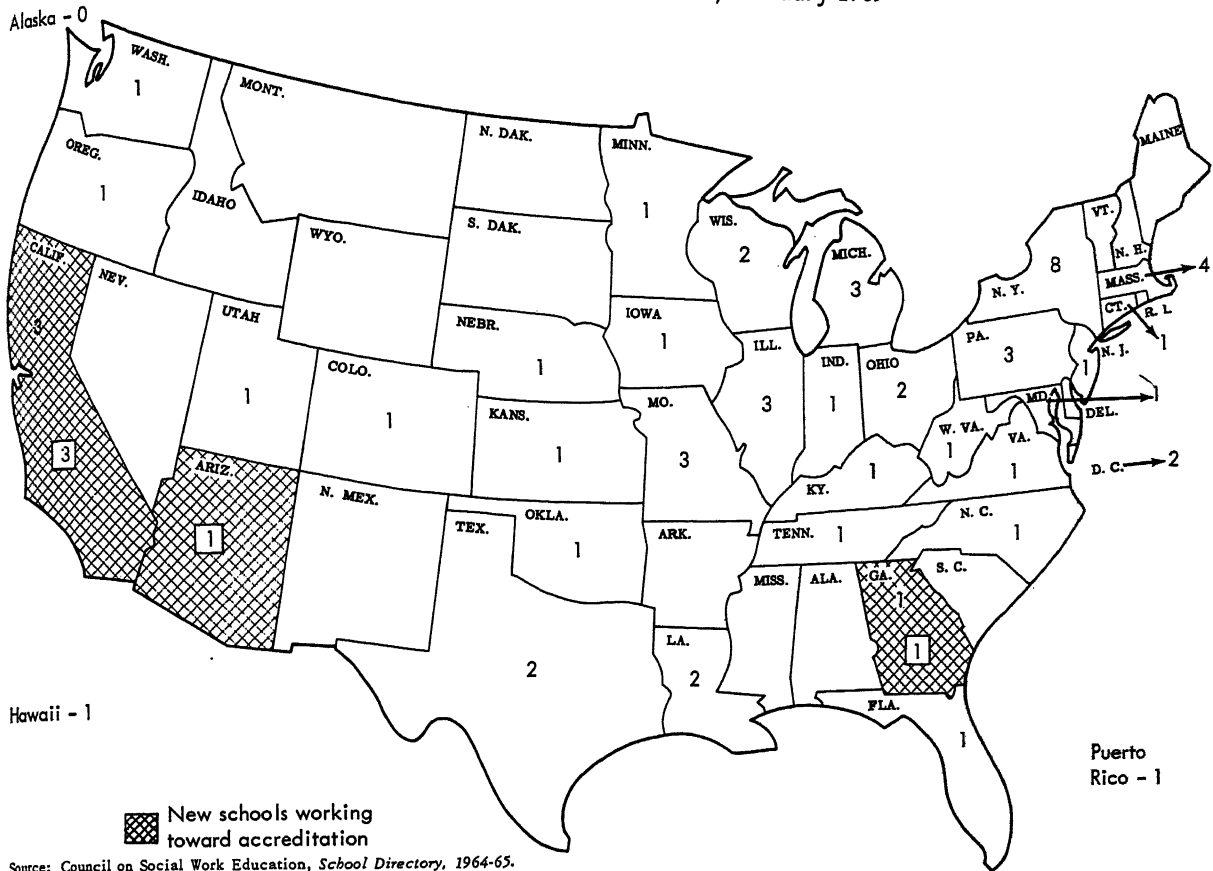 Alaska - 0
WASH.
1
MONT.
N. DAK.
MINN.
1
MAINE
OREG.
1
IDAHO
S. DAK.
WIS.
2
MICH.
3
VT.
N. H.
8
N. Y.
MASS.
4
CT.
R. I.
1
CALIF.
3
3
NEV.
WYO.
UTAH
1
NEBR.
1
IOWA
1
ILL.
3
IND.
1
OHIO
2
PA.
3
N. J.
1
COLO.
1
KANS.
1
MO.
3
MD.
1
DEL.
W. VA.
1
VA.
1
D. C.
2
KY.
1
ARIZ.
1
N. MEX.
TEX.
2
OKLA.
1
ARK.
TENN.
1
N. C.
1
S. C.
MISS.
ALA.
GA.
1
1
LA.
2
FLA.
1
Hawaii - 1
Puerto
Rico - 1
New schools working
toward accreditation
Source: Council on Social Work Education, School Directory, 1964-65.